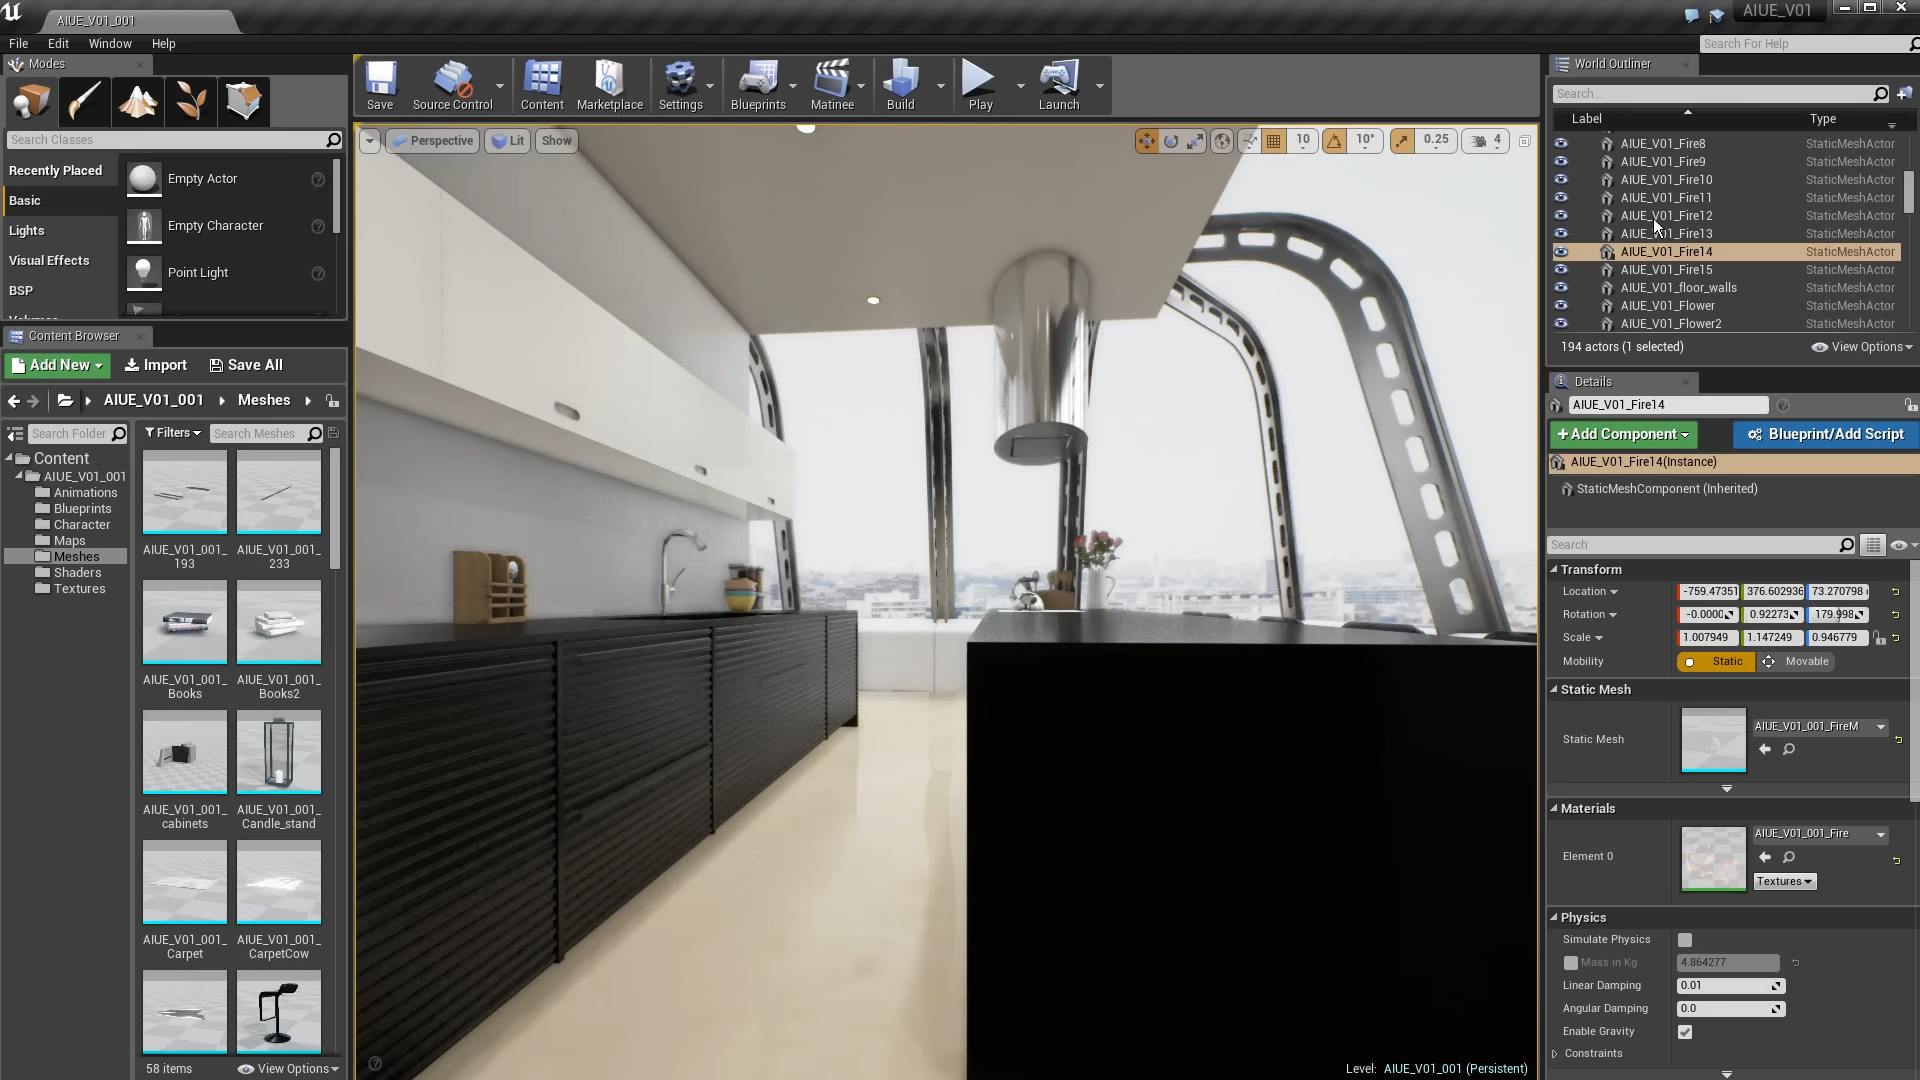 AIUE_V01_001
AIUE_V01
File Edit Window Help
Search For Help
Modes
Search Classes
Recently Placed
Basic
Lights
Visual Effects
BSP
Empty Actor
Empty Character
Point Light
Save
Source Control
Content
Marketplace
Settings
Blueprints
Matinee
Build
Play
Launch
Perspective
Lit
Show
10
10°
0.25
4
Content Browser
Add New
Import
Save All
AIUE_V01_001
Meshes
Search Folder
Filters
Search Meshes
Content
AIUE_V01_001
Animations
Blueprints
Character
Maps
Meshes
Shaders
Textures
AIUE_V01_001_
193
AIUE_V01_001_
233
AIUE_V01_001_
Books
AIUE_V01_001_
Books2
AIUE_V01_001_
cabinets
AIUE_V01_001_
Candle_stand
AIUE_V01_001_
Carpet
AIUE_V01_001_
CarpetCow
58 items
View Options
Level: AIUE_V01_001 (Persistent)
World Outliner
Search...
Label Type
AIUE_V01_Fire8 StaticMeshActor
AIUE_V01_Fire9 StaticMeshActor
AIUE_V01_Fire10 StaticMeshActor
AIUE_V01_Fire11 StaticMeshActor
AIUE_V01_Fire12 StaticMeshActor
AIUE_V01_Fire13 StaticMeshActor
AIUE_V01_Fire14 StaticMeshActor
AIUE_V01_Fire15 StaticMeshActor
AIUE_V01_floor_walls StaticMeshActor
AIUE_V01_Flower StaticMeshActor
AIUE_V01_Flower2 StaticMeshActor
194 actors (1 selected)
View Options
Details
AIUE_V01_Fire14
+Add Component
Blueprint/Add Script
AIUE_V01_Fire14(Instance)
StaticMeshComponent (Inherited)
Search
Transform
Location -759.47351 376.602936 73.270798
Rotation -0.0000 0.92273 179.998
Scale 1.007949 1.147249 0.946779
Mobility Static Movable
Static Mesh
Static Mesh
AIUE_V01_001_FireM
Materials
Element 0
AIUE_V01_001_Fire
Textures
Physics
Simulate Physics
Mass in Kg 4.864277
Linear Damping 0.01
Angular Damping 0.0
Enable Gravity
Constraints